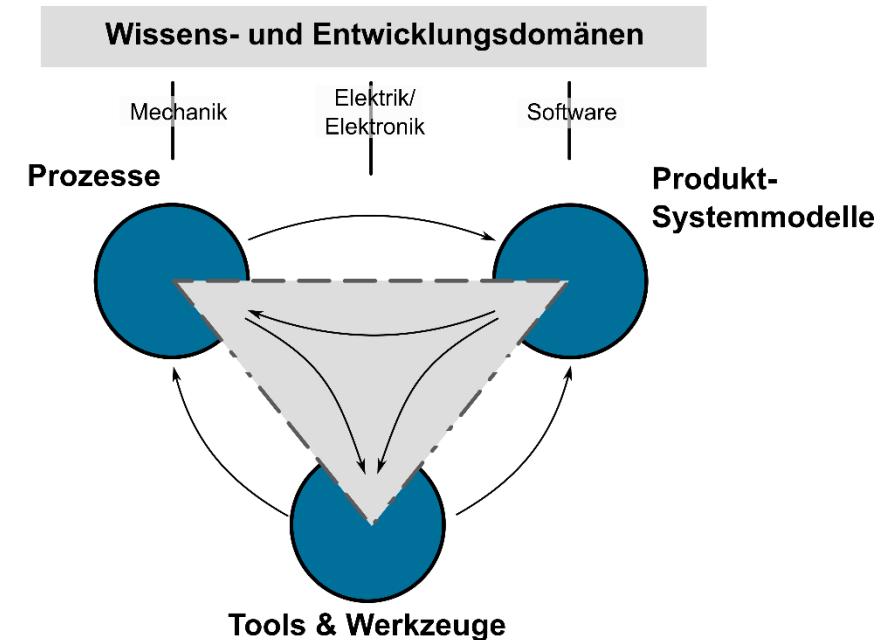 Wissens- und Entwicklungsdomänen
Mechanik
Elektrik/
Elektronik
Software
Prozesse
Produkt-
Systemmodelle
Tools & Werkzeuge